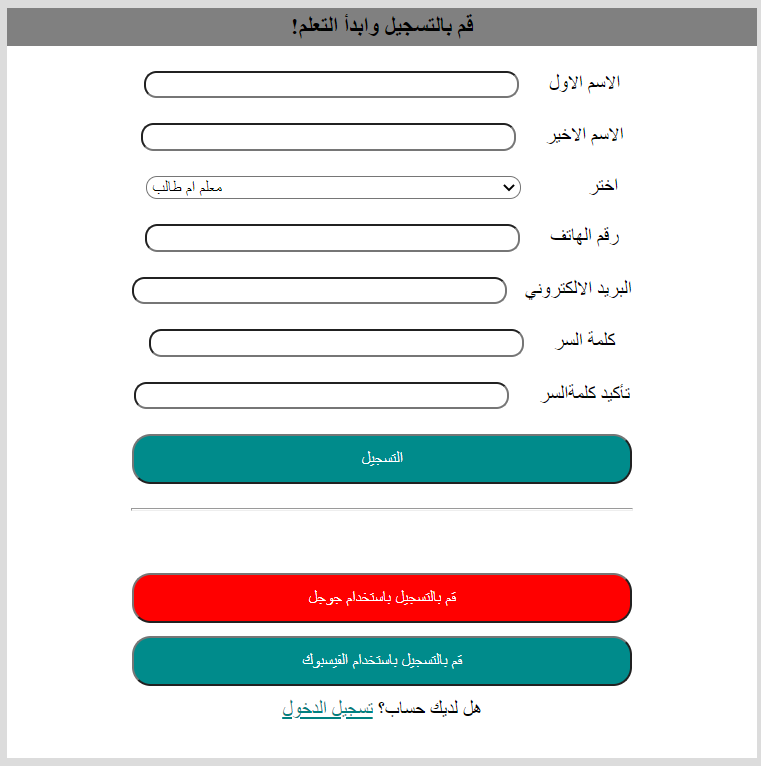 قم بالتسجيل وابدأ التعلم!
الاسم الاول
الاسم الاخير
اختر
معلم ام طالب
رقم الهاتف
البريد الالكتروني
كلمة السر
تأكيد كلمةالسر
التسجيل
قم بالتسجيل باستخدام جوجل
قم بالتسجيل باستخدام الفيسبوك
هل لديك حساب؟ تسجيل الدخول